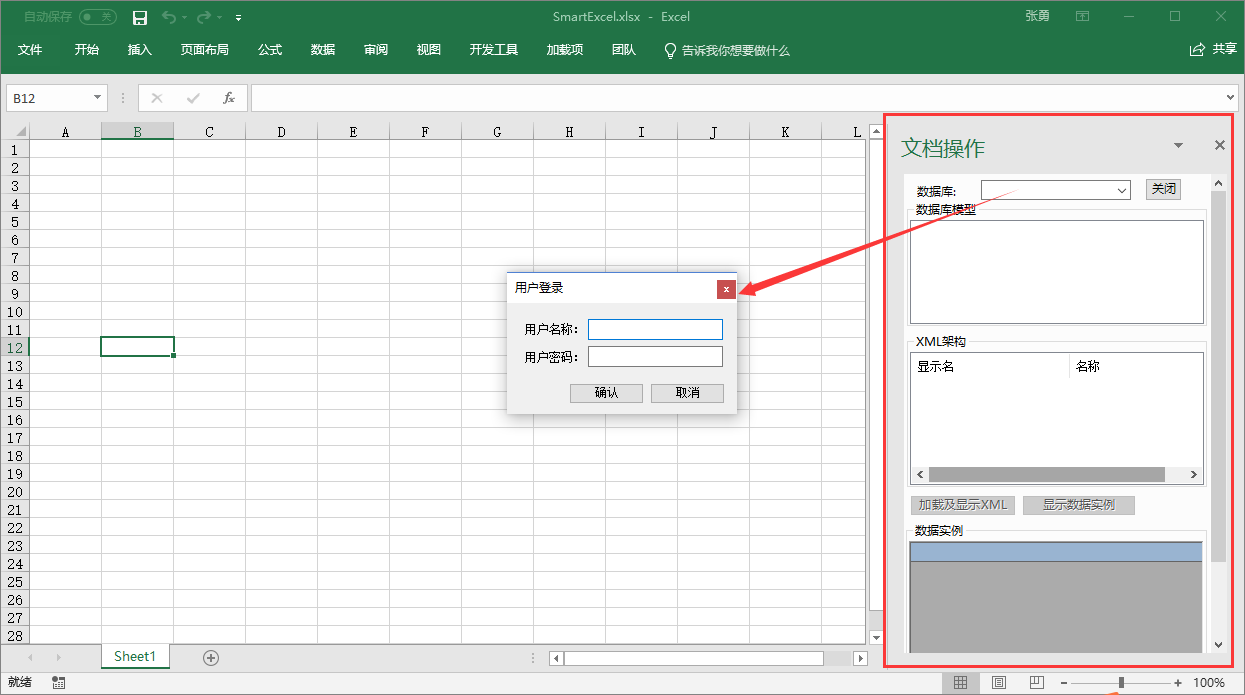 自动保存 关 SmartExcel.xlsx - Excel 张勇
文件 开始 插入 页面布局 公式 数据 审阅 视图 开发工具 加载项 团队 告诉我你想要做什么 共享
B12 fx
A B C D E F G H I J K L
1
2
3
4
5
6
7
8
9
10
11
12
13
14
15
16
17
18
19
20
21
22
23
24
25
26
27
28
用户登录 x
用户名称:
用户密码:
确认 取消
文档操作
数据库: 关闭
数据库模型
XML架构
显示名 名称
加载及显示XML 显示数据实例
数据实例
Sheet1
就绪 100%